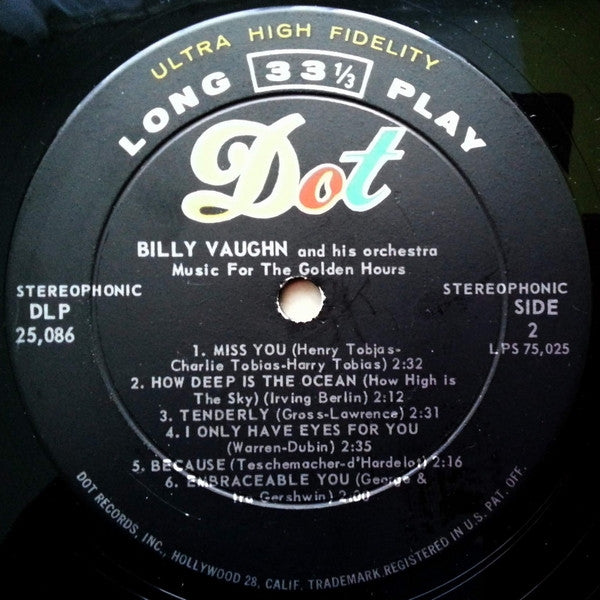 ULTRA HIGH FIDELITY
LONG 33 1/3 PLAY
Dot
BILLY VAUGHN and his orchestra
Music For The Golden Hours
STEREOPHONIC
DLP
25,086
STEREOPHONIC
SIDE
2
LPS 75,025
1. MISS YOU (Henry Tobias-
Charlie Tobias-Harry Tobias) 2:32
2. HOW DEEP IS THE OCEAN (How High is
The Sky) (Irving Berlin) 2:12
3. TENDERLY (Gross-Lawrence) 2:31
4. I ONLY HAVE EYES FOR YOU
(Warren-Dubin) 2:35
5. BECAUSE (Teschemacher-d'Hardelot) 2:16
6. EMBRACEABLE YOU (George &
Ira Gershwin)
DOT RECORDS, INC., HOLLYWOOD 28, CALIF. TRADEMARK REGISTERED IN U.S. PAT. OFF.